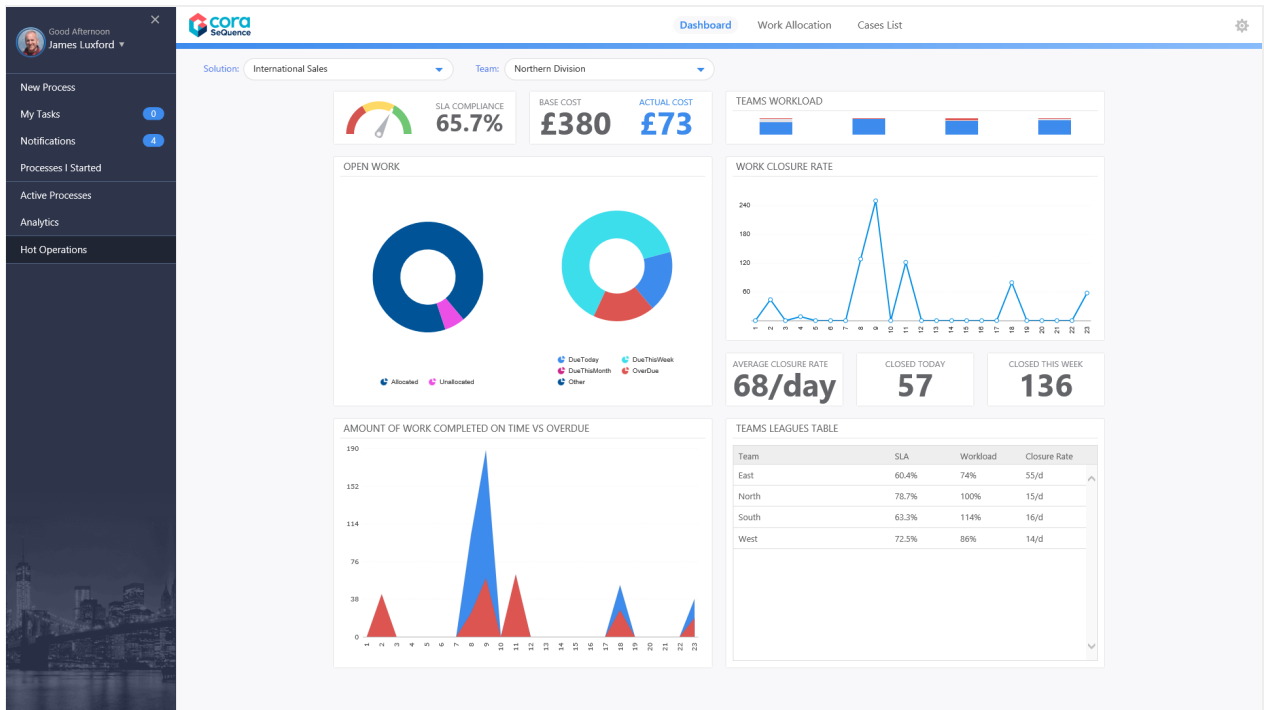 Good Afternoon
James Luxford
New Process
My Tasks 0
Notifications 4
Processes I Started
Active Processes
Analytics
Hot Operations
cora
SeQuence
Dashboard Work Allocation Cases List
Solution: International Sales Team: Northern Division
SLA COMPLIANCE
65.7%
BASE COST ACTUAL COST
£380 £73
TEAMS WORKLOAD
OPEN WORK
Allocated Unallocated
DueToday DueThisWeek
DueThisMonth OverDue
Other
WORK CLOSURE RATE
240
180
120
60
1 2 3 4 5 6 7 8 9 10 11 12 13 14 15 16 17 18 19 20 21 22 23
AVERAGE CLOSURE RATE
68/day
CLOSED TODAY
57
CLOSED THIS WEEK
136
AMOUNT OF WORK COMPLETED ON TIME VS OVERDUE
190
152
114
76
38
0
1 2 3 4 5 6 7 8 9 10 11 12 13 14 15 16 17 18 19 20 21 22 23
TEAMS LEAGUES TABLE
Team SLA Workload Closure Rate
East 60.4% 74% 55/d
North 78.7% 100% 15/d
South 63.3% 114% 16/d
West 72.5% 86% 14/d